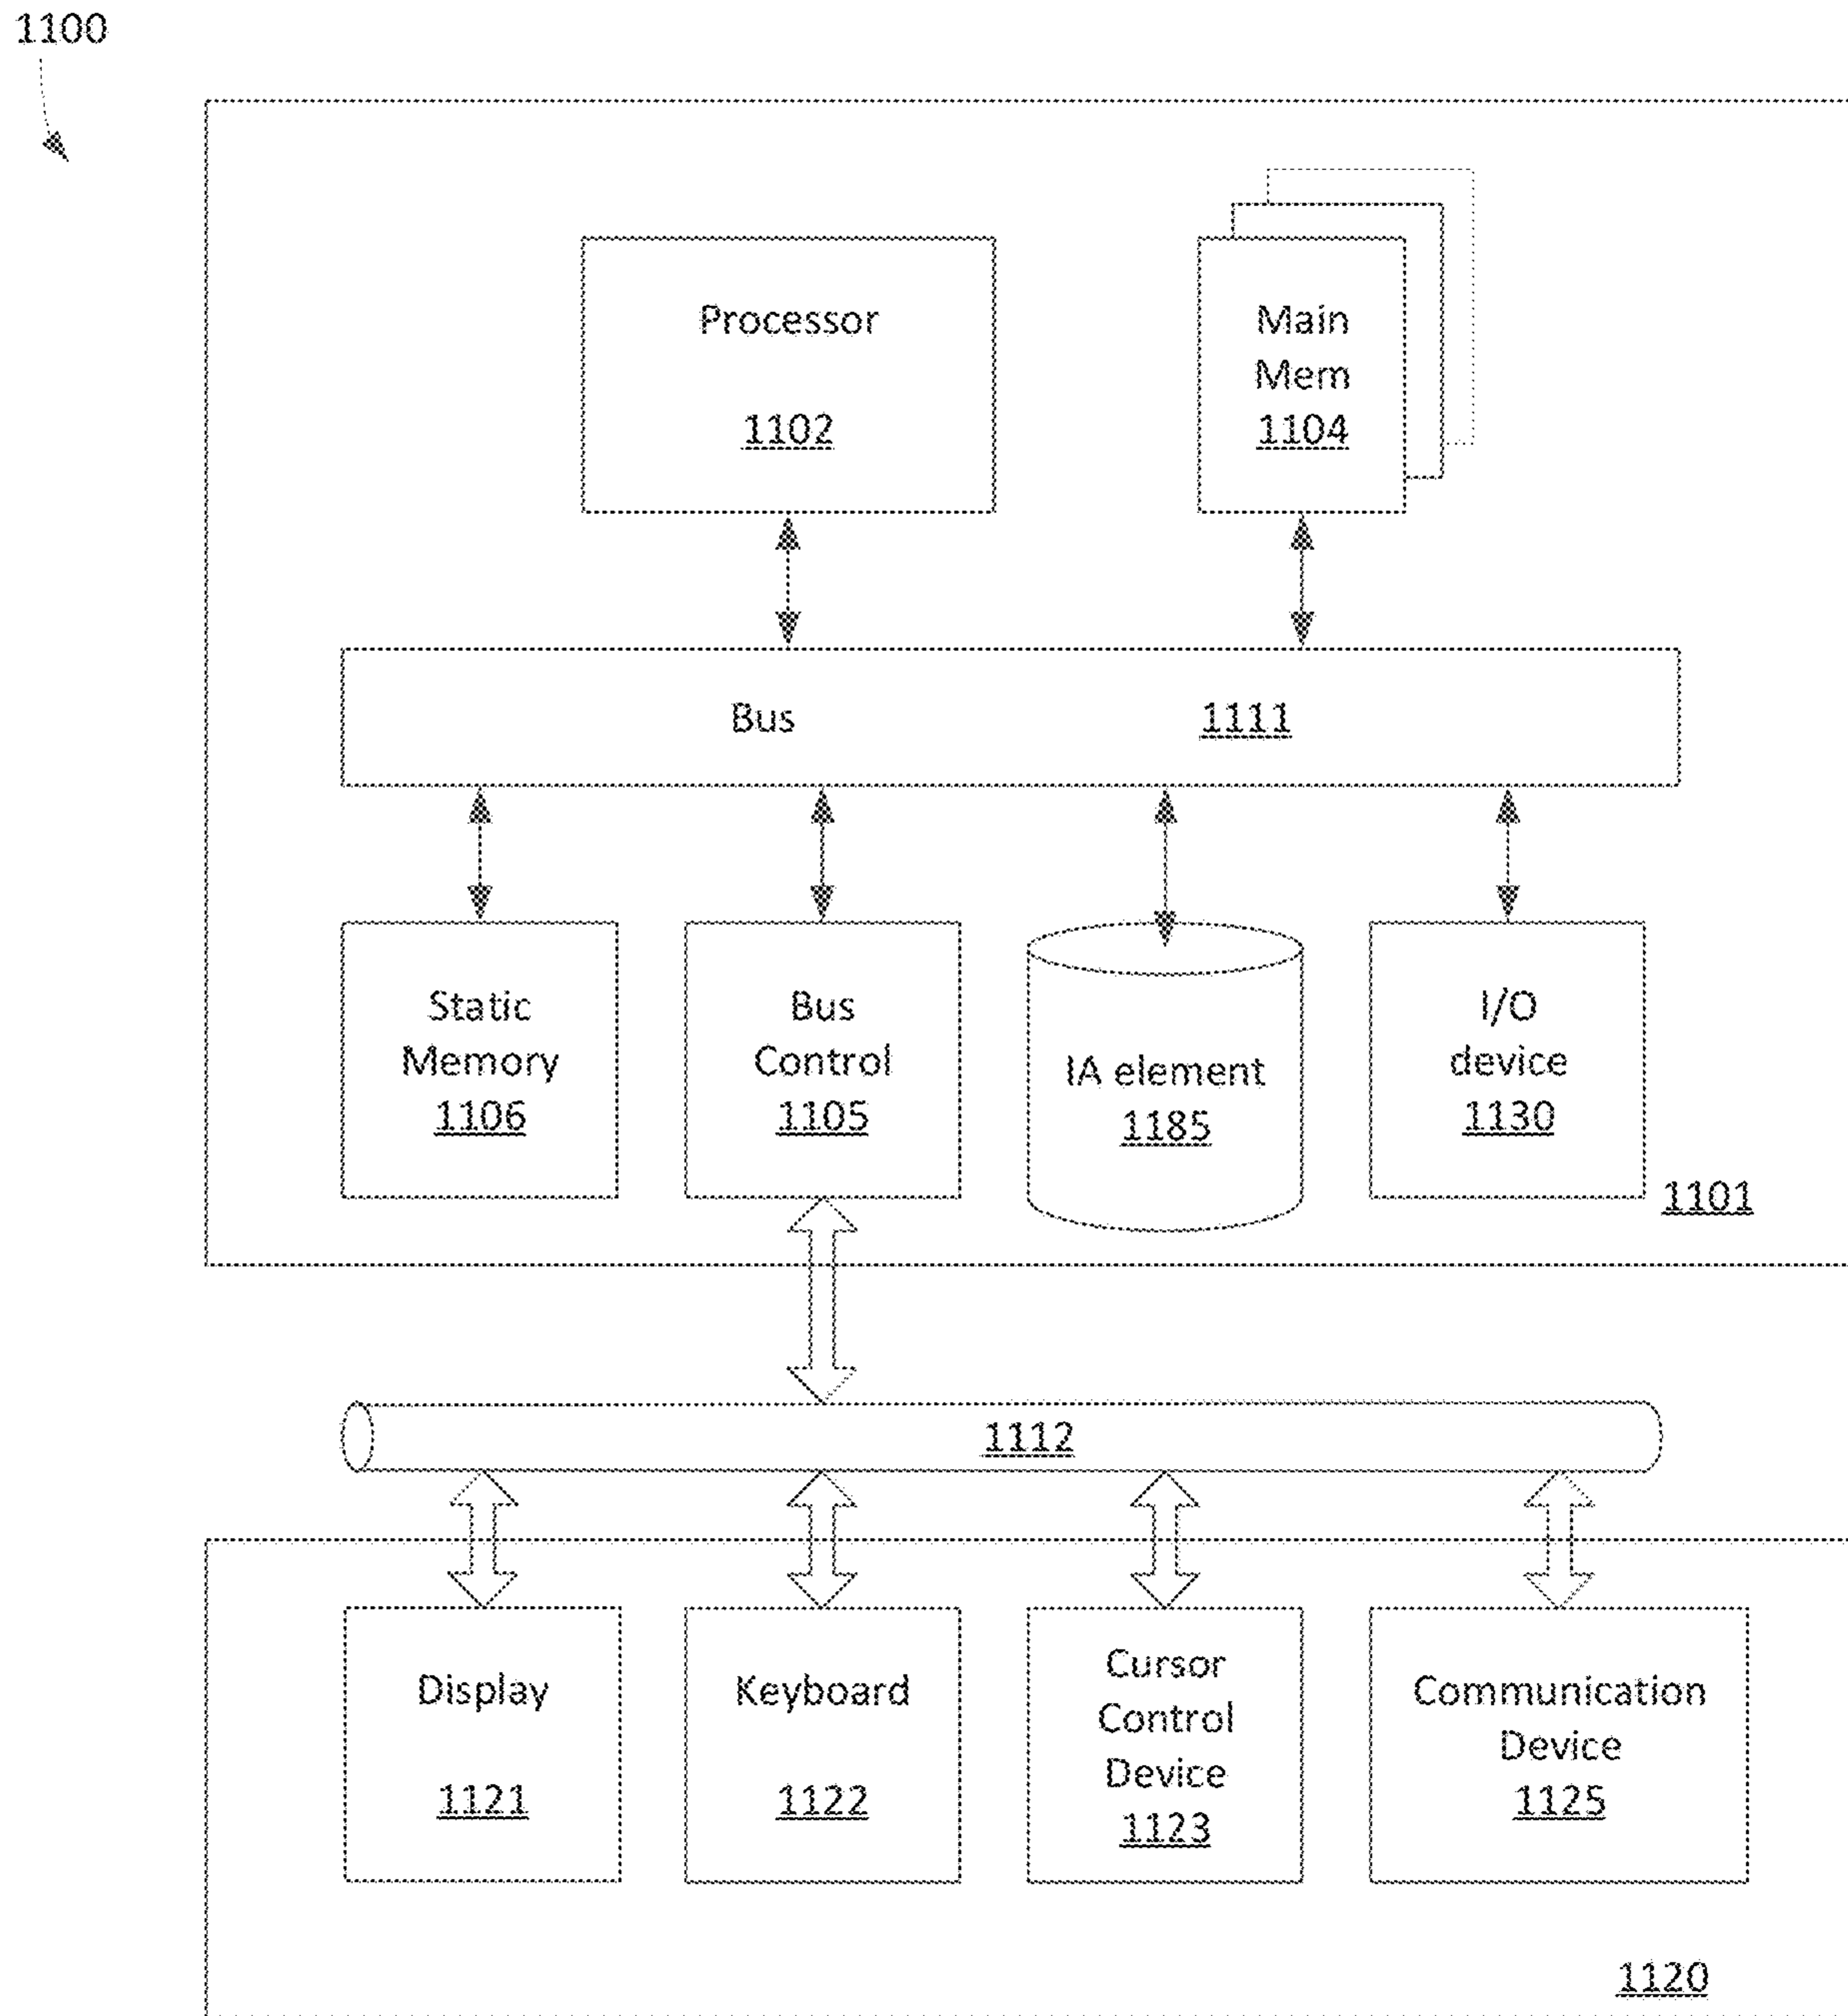 1100
Processor
1102
Main
Mem
1104
Bus
1111
Static
Memory
1106
Bus
Control
1105
IA element
1185
I/O
device
1130
1101
1112
Display
1121
Keyboard
1122
Cursor
Control
Device
1123
Communication
Device
1125
1120